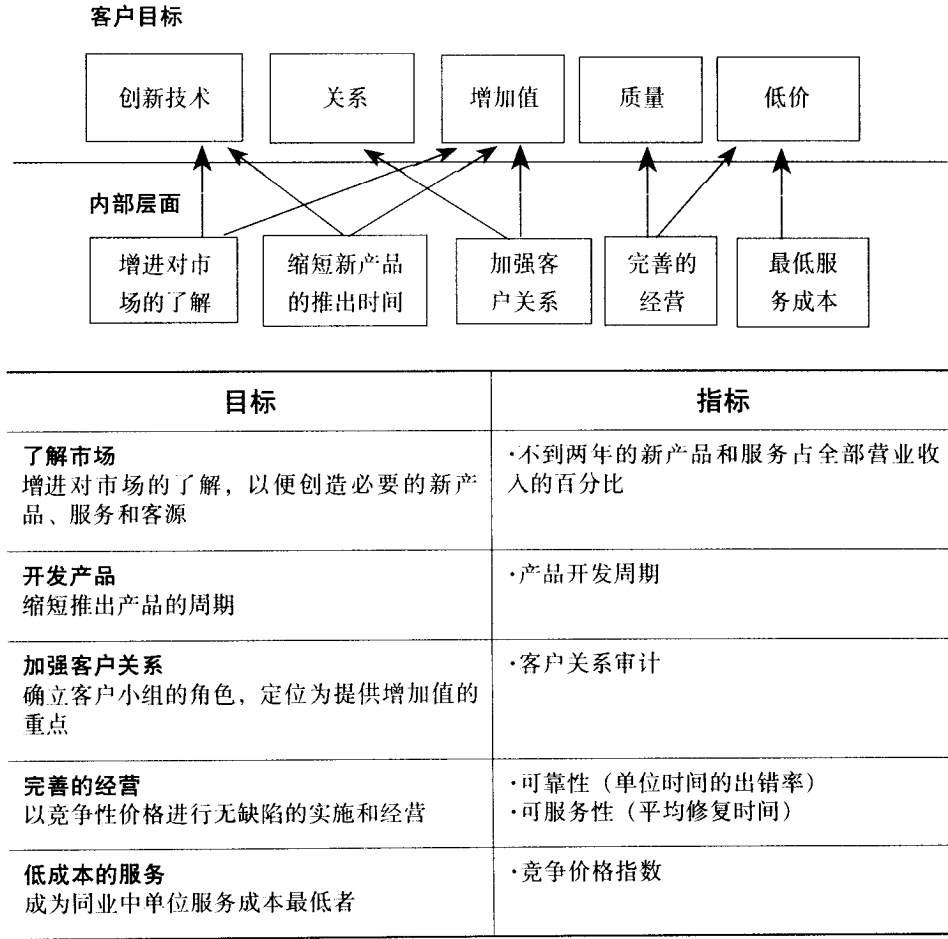 客户目标
创新技术
关系
增加值
质量
低价
内部层面
增进对市
场的了解
缩短新产品
的推出时间
加强客
户关系
完善的
经营
最低服
务成本
目标
指标
了解市场
增进对市场的了解，以便创造必要的新产
品、服务和客源
·不到两年的新产品和服务占全部营业收
入的百分比
开发产品
缩短推出产品的周期
·产品开发周期
加强客户关系
确立客户小组的角色，定位为提供增加值的
重点
·客户关系审计
完善的经营
以竞争性价格进行无缺陷的实施和经营
·可靠性（单位时间的出错率）
·可服务性（平均修复时间）
低成本的服务
成为同业中单位服务成本最低者
·竞争价格指数